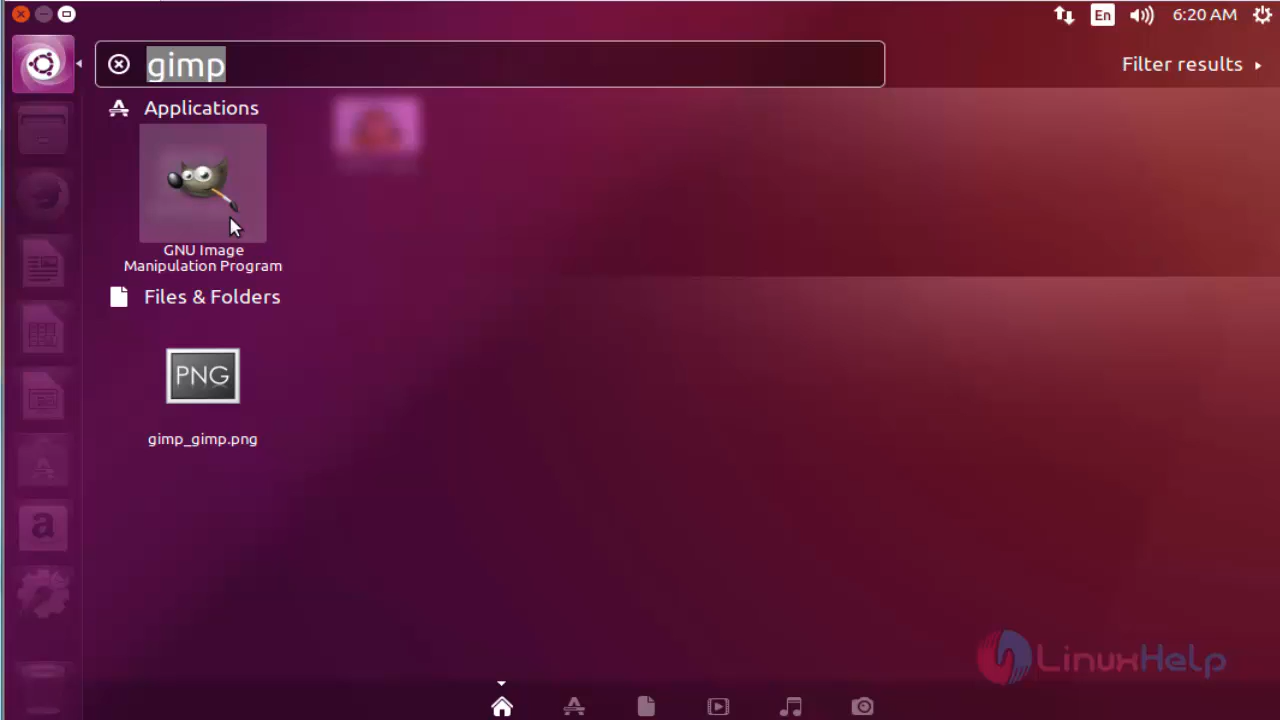 En
6:20 AM
gimp
Filter results
Applications
GNU Image
Manipulation Program
Files & Folders
PNG
gimp_gimp.png
a
LinuxHelp